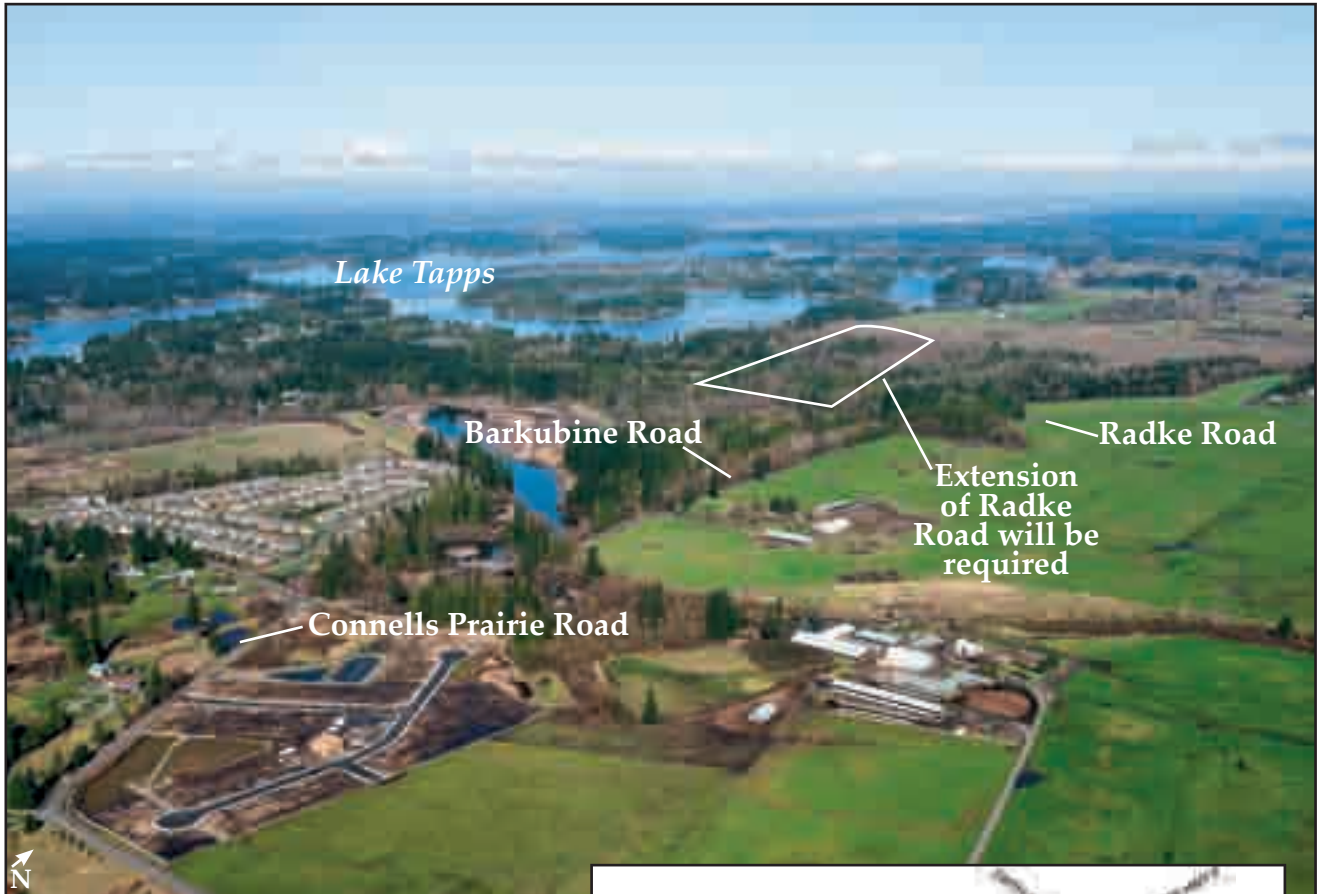 Lake Tapps
Barkubine Road
Radke Road
Extension
of Radke
Road will be
required
Connells Prairie Road
N